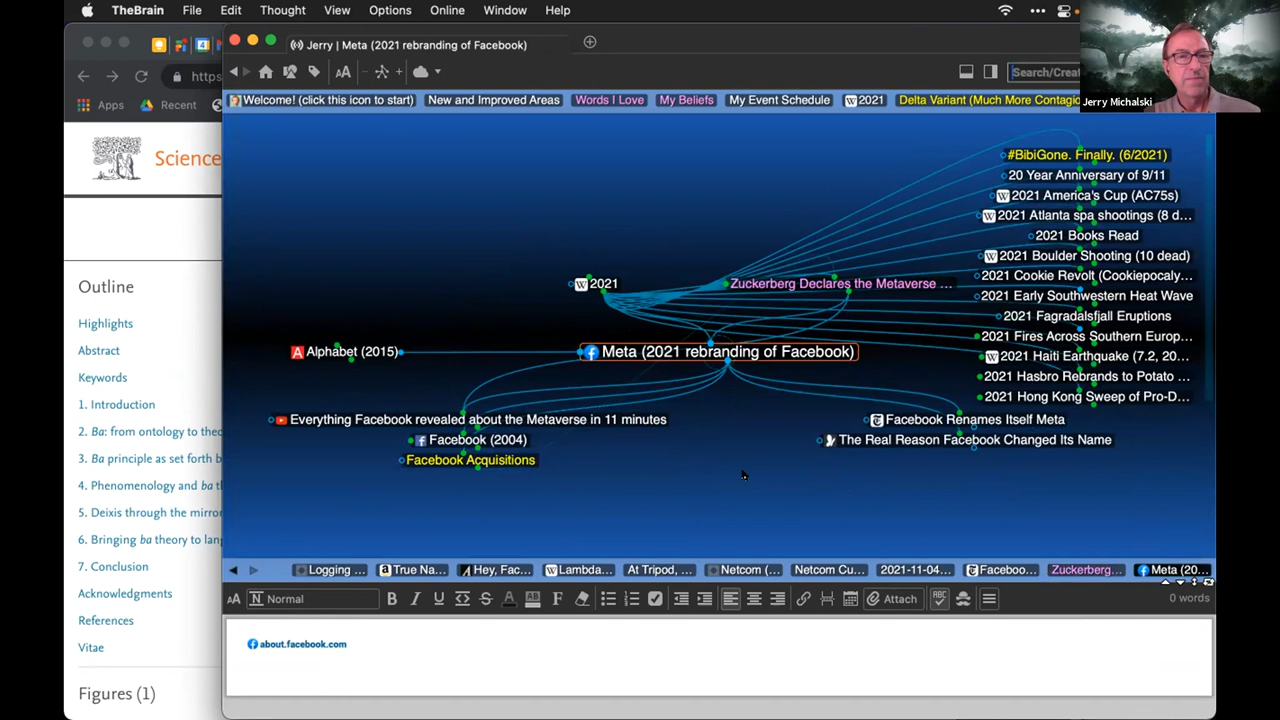 TheBrain File Edit Thought View Options Online Window Help
Jerry | Meta (2021 rebranding of Facebook)
https
Search/Crea
Apps Recent
Jerry Michalski
Welcome! (click this icon to start) New and Improved Areas Words I Love My Beliefs My Event Schedule 2021 Delta Variant (Much More Contagio
Science
#BibiGone. Finally. (6/2021)
20 Year Anniversary of 9/11
2021 America's Cup (AC75s)
2021 Atlanta spa shootings (8 d...
2021 Books Read
2021 Boulder Shooting (10 dead)
2021 Cookie Revolt (Cookiepocaly...
2021 Early Southwestern Heat Wave
2021 Fagradalsfjall Eruptions
2021 Fires Across Southern Europ...
2021 Haiti Earthquake (7.2, 20...
2021 Hasbro Rebrands to Potato ...
2021 Hong Kong Sweep of Pro-D...
2021
Zuckerberg Declares the Metaverse ...
Alphabet (2015)
Meta (2021 rebranding of Facebook)
Everything Facebook revealed about the Metaverse in 11 minutes
Facebook (2004)
Facebook Acquisitions
Facebook Renames Itself Meta
The Real Reason Facebook Changed Its Name
Outline
Highlights
Abstract
Keywords
1. Introduction
2. Ba: from ontology to theo
3. Ba principle as set forth b
4. Phenomenology and ba t
5. Deixis through the mirror
6. Bringing ba theory to lang
7. Conclusion
Acknowledgments
References
Vitae
Figures (1)
Logging ... True Na... Hey, Fac... Lambda... At Tripod, ... Netcom (... Netcom Cu... 2021-11-04... Faceboo... Zuckerberg... Meta (20...
Normal
Attach
0 words
about.facebook.com